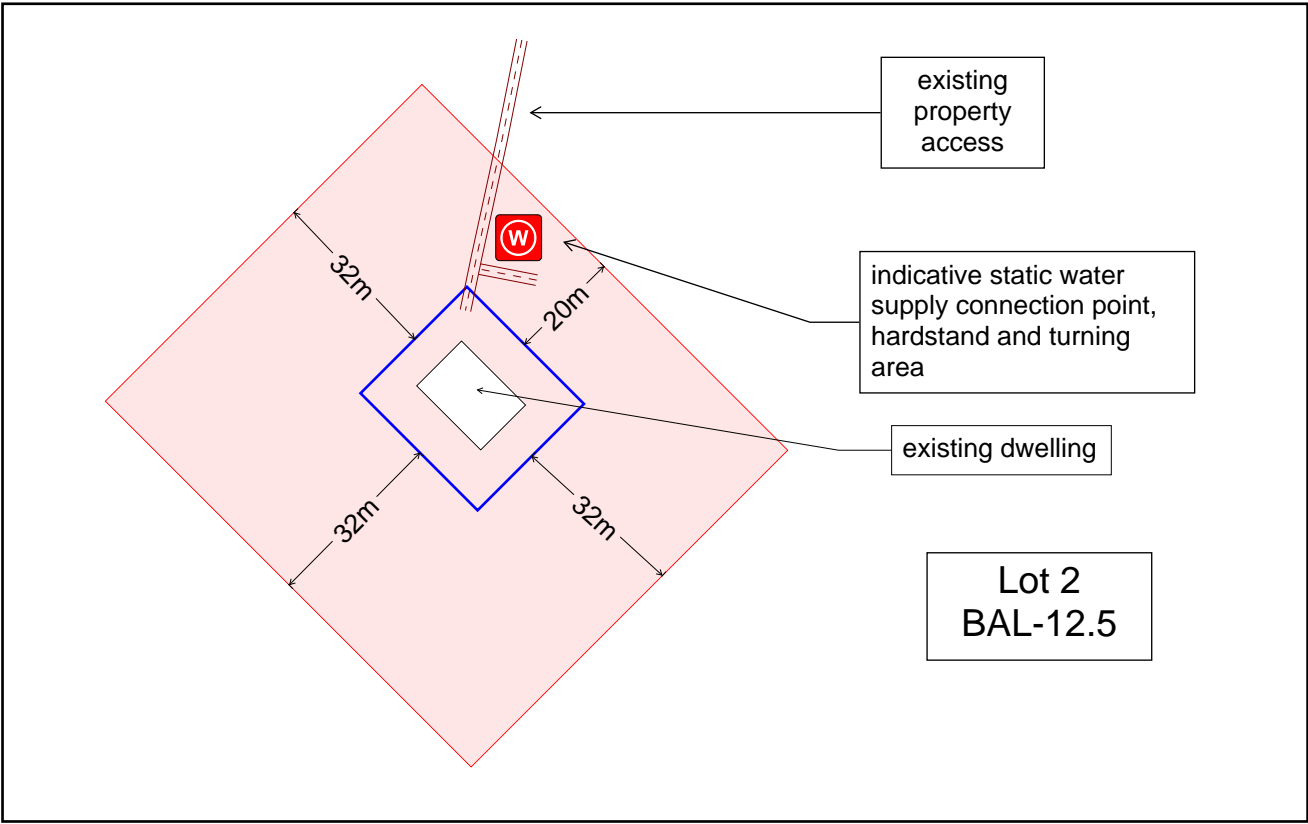 existing
property
access
W
32m
20m
indicative static water
supply connection point,
hardstand and turning
area
existing dwelling
32m
32m
Lot 2
BAL-12.5